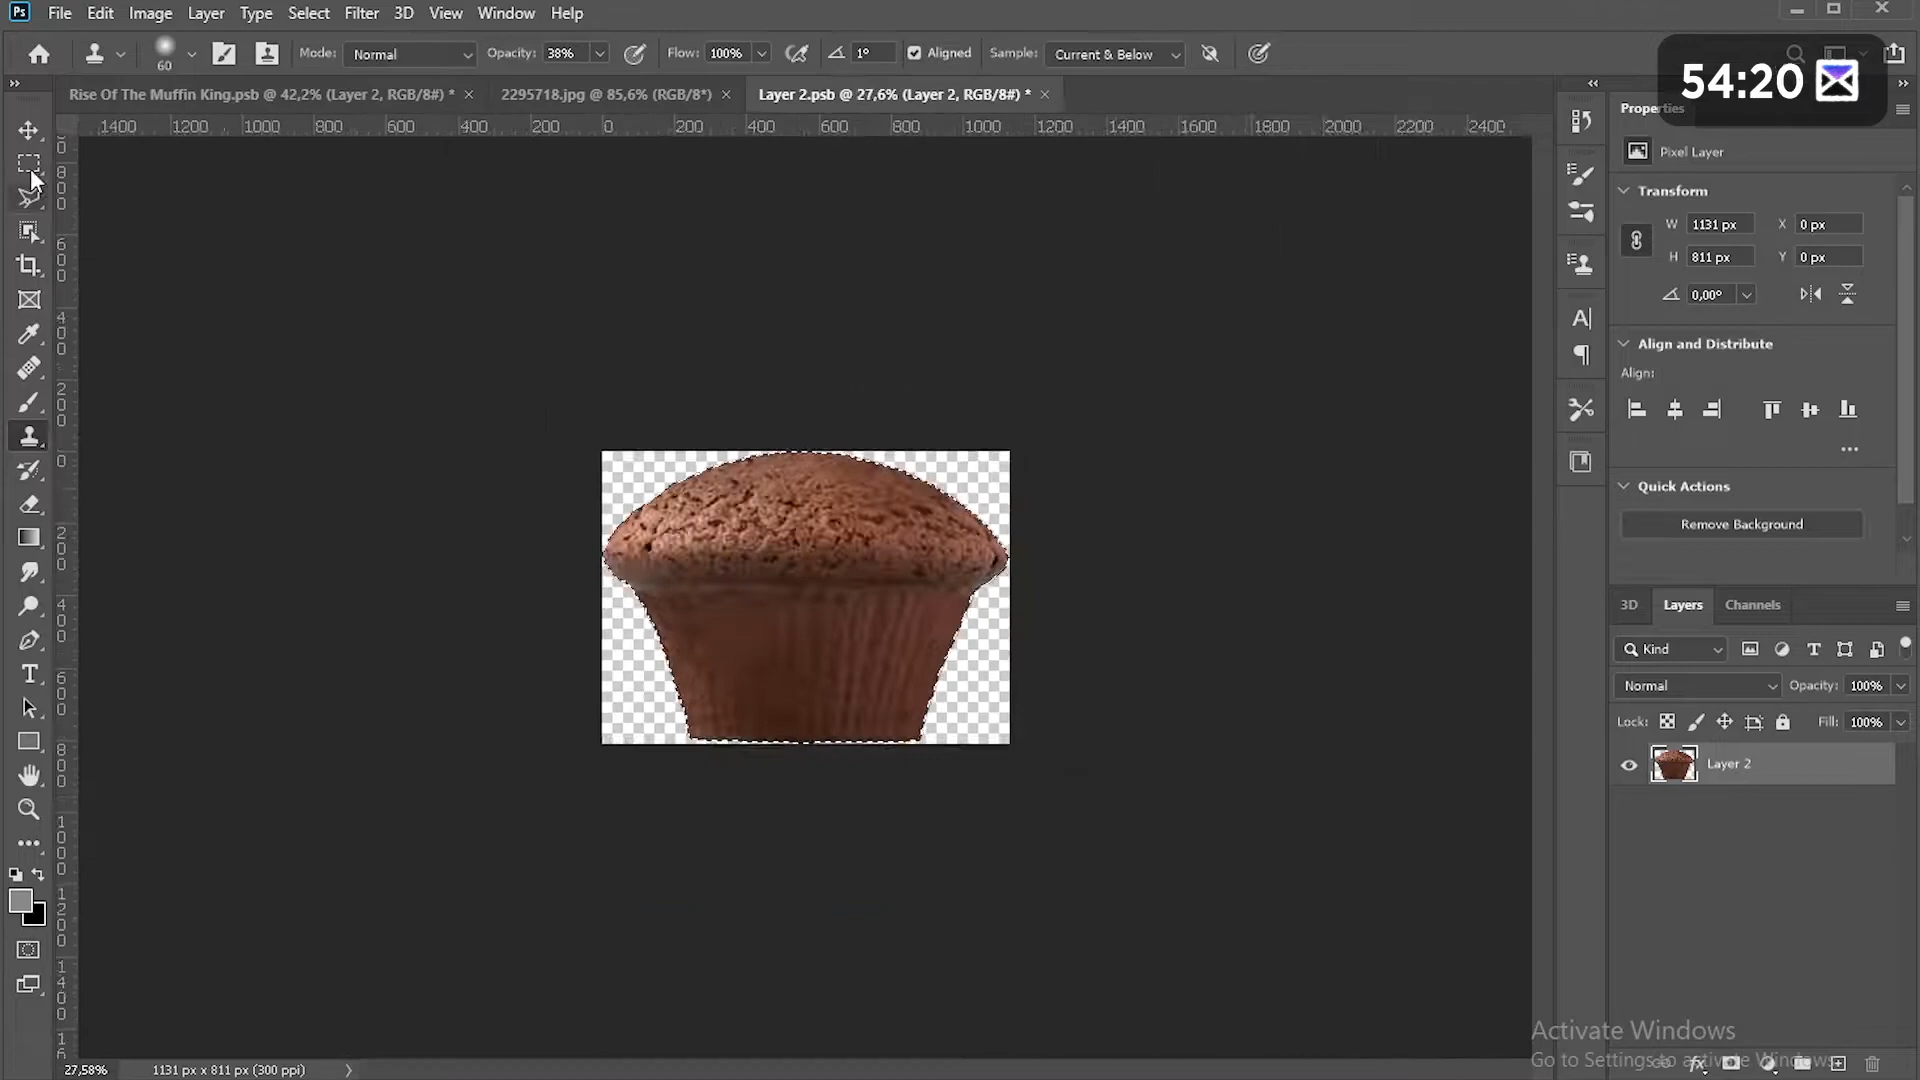 Ps File Edit Image Layer Type Select Filter 3D View Window Help
60 Mode: Normal Opacity: 38% Flow: 100% 1° Aligned Sample: Current & Below
54:20
Rise Of The Muffin King.psb @ 42,2% (Layer 2, RGB/8#) * 2295718.jpg @ 85,6% (RGB/8*) Layer 2.psb @ 27,6% (Layer 2, RGB/8#) *
1400 1200 1000 800 600 400 200 0 200 400 600 800 1000 1200 1400 1600 1800 2000 2200 2400
Properties
Pixel Layer
Transform
W 1131 px X 0 px
H 811 px Y 0 px
0,00°
Align and Distribute
Align:
Quick Actions
Remove Background
3D Layers Channels
Kind
Normal Opacity: 100%
Lock: Fill: 100%
Layer 2
Activate Windows
Go to Settings to activate Windows.
27,58% 1131 px x 811 px (300 ppi)